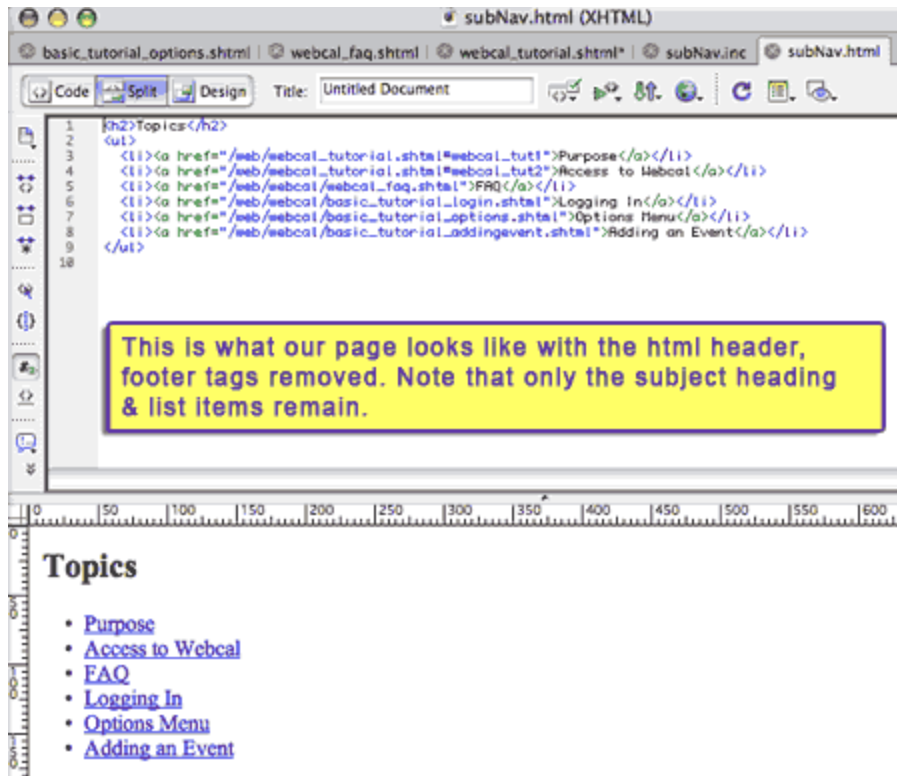 subNav.html (XHTML)
basic_tutorial_options.shtml | webcal_faq.shtml | webcal_tutorial.shtml* | subNav.inc | subNav.html
Code Split Design Title: Untitled Document
1 <h2>Topics</h2>
2 <ul>
3 <li><a href="/web/webcal_tutorial.shtml#webcal_tut1">Purpose</a></li>
4 <li><a href="/web/webcal_tutorial.shtml#webcal_tut2">Access to Webcal</a></li>
5 <li><a href="/web/webcal/webcal_faq.shtml">FAQ</a></li>
6 <li><a href="/web/webcal/basic_tutorial_login.shtml">Logging In</a></li>
7 <li><a href="/web/webcal/basic_tutorial_options.shtml">Options Menu</a></li>
8 <li><a href="/web/webcal/basic_tutorial_addingevent.shtml">Adding an Event</a></li>
9 </ul>
10
This is what our page looks like with the html header,
footer tags removed. Note that only the subject heading
& list items remain.
0 50 100 150 200 250 300 350 400 450 500 550 600
0
50
100
150
Topics
• Purpose
• Access to Webcal
• FAQ
• Logging In
• Options Menu
• Adding an Event